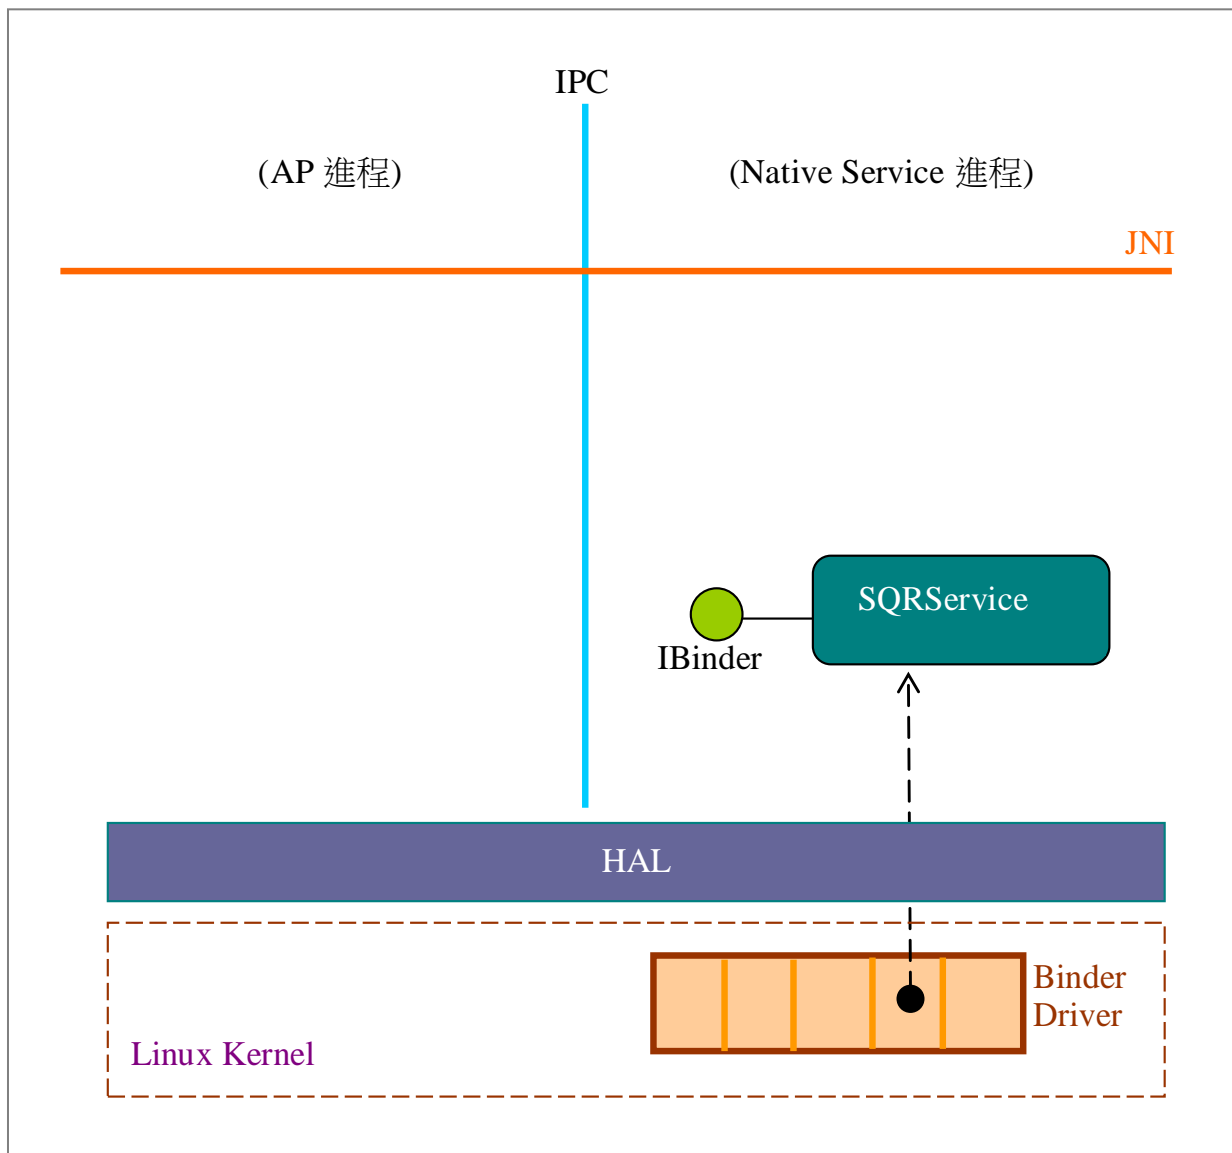 IPC
(AP 進程)
(Native Service 進程)
JNI
SQRService
IBinder
HAL
Binder
Driver
Linux Kernel